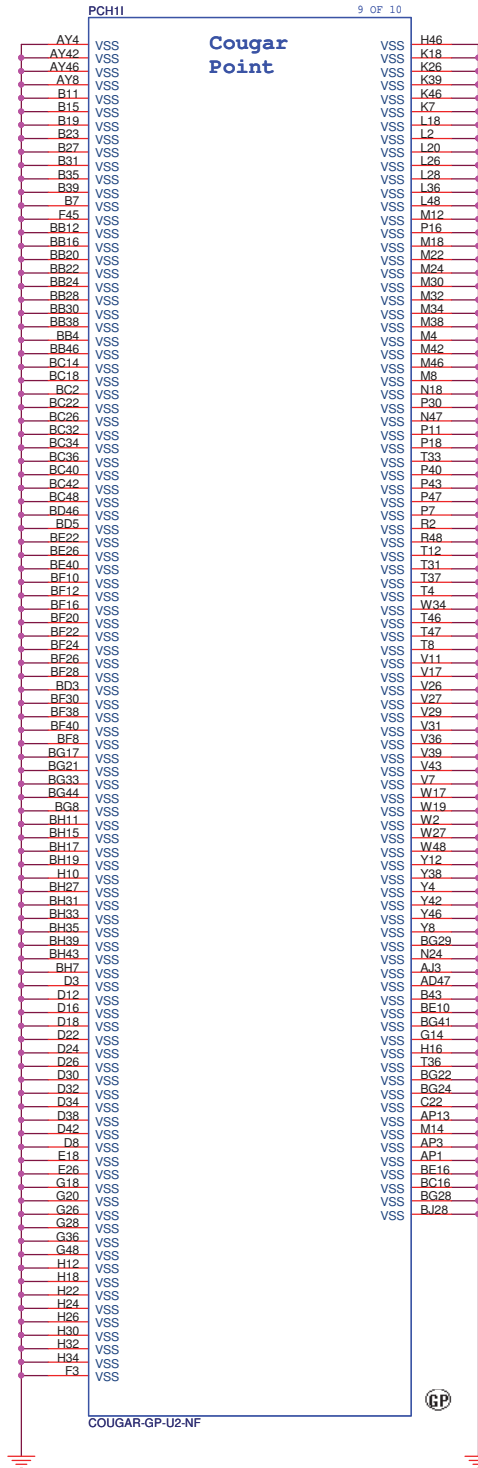 PCH1I 9 OF 10
Cougar
Point
AY4 VSS VSS H46
AY42 VSS VSS K18
AY46 VSS VSS K26
AY8 VSS VSS K39
B11 VSS VSS K46
B15 VSS VSS K7
B19 VSS VSS L18
B23 VSS VSS L2
B27 VSS VSS L20
B31 VSS VSS L26
B35 VSS VSS L28
B39 VSS VSS L36
B7 VSS VSS L48
F45 VSS VSS M12
BB12 VSS VSS P16
BB16 VSS VSS M18
BB20 VSS VSS M22
BB22 VSS VSS M24
BB24 VSS VSS M30
BB28 VSS VSS M32
BB30 VSS VSS M34
BB38 VSS VSS M38
BB4 VSS VSS M4
BB46 VSS VSS M42
BC14 VSS VSS M46
BC18 VSS VSS M8
BC2 VSS VSS N18
BC22 VSS VSS P30
BC26 VSS VSS N47
BC32 VSS VSS P11
BC34 VSS VSS P18
BC36 VSS VSS T33
BC40 VSS VSS P40
BC42 VSS VSS P43
BC48 VSS VSS P47
BD46 VSS VSS P7
BD5 VSS VSS R2
BE22 VSS VSS R48
BE26 VSS VSS T12
BE40 VSS VSS T31
BF10 VSS VSS T37
BF12 VSS VSS T4
BF16 VSS VSS W34
BF20 VSS VSS T46
BF22 VSS VSS T47
BF24 VSS VSS T8
BF26 VSS VSS V11
BF28 VSS VSS V17
BD3 VSS VSS V26
BF30 VSS VSS V27
BF38 VSS VSS V29
BF40 VSS VSS V31
BF8 VSS VSS V36
BG17 VSS VSS V39
BG21 VSS VSS V43
BG33 VSS VSS V7
BG44 VSS VSS W17
BG8 VSS VSS W19
BH11 VSS VSS W2
BH15 VSS VSS W27
BH17 VSS VSS W48
BH19 VSS VSS Y12
H10 VSS VSS Y38
BH27 VSS VSS Y4
BH31 VSS VSS Y42
BH33 VSS VSS Y46
BH35 VSS VSS Y8
BH39 VSS VSS BG29
BH43 VSS VSS N24
BH7 VSS VSS AJ3
D3 VSS VSS AD47
D12 VSS VSS B43
D16 VSS VSS BE10
D18 VSS VSS BG41
D22 VSS VSS G14
D24 VSS VSS H16
D26 VSS VSS T36
D30 VSS VSS BG22
D32 VSS VSS BG24
D34 VSS VSS C22
D38 VSS VSS AP13
D42 VSS VSS M14
D8 VSS VSS AP3
E18 VSS VSS AP1
E26 VSS VSS BE16
G18 VSS VSS BC16
G20 VSS VSS BG28
G26 VSS VSS BJ28
G28 VSS
G36 VSS
G48 VSS
H12 VSS
H18 VSS
H22 VSS
H24 VSS
H26 VSS
H30 VSS
H32 VSS
H34 VSS
F3 VSS
GP
COUGAR-GP-U2-NF